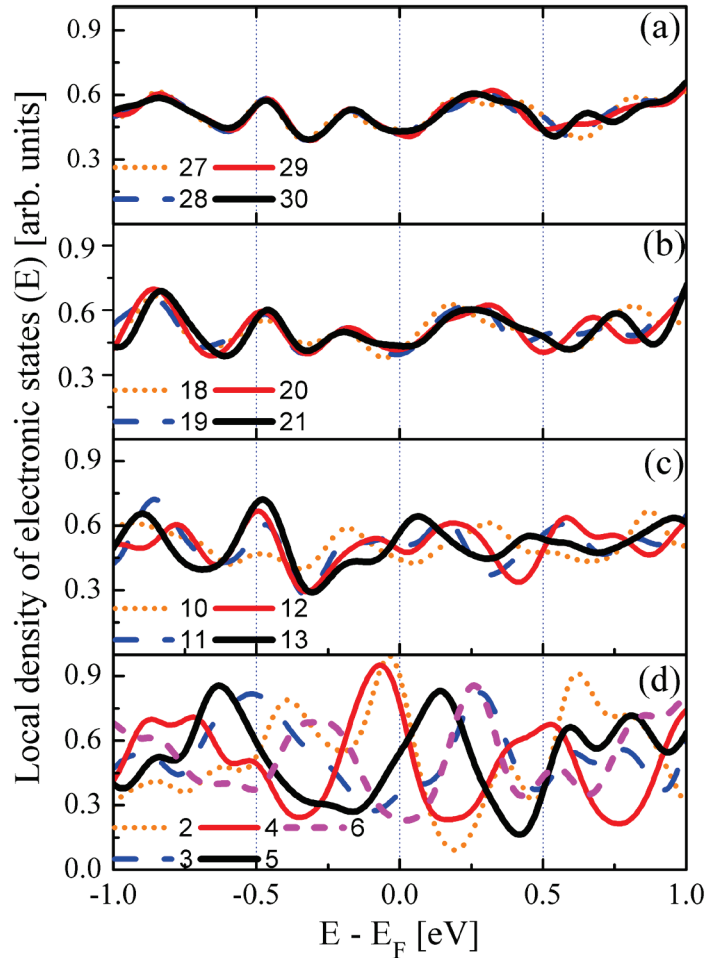 Local density of electronic states (E) [arb. units]
(a)
0.9
0.6
0.3
27 29
28 30
(b)
0.9
0.6
0.3
18 20
19 21
(c)
0.9
0.6
0.3
10 12
11 13
(d)
0.9
0.6
0.3
0.0
2 4 6
3 5
-1.0 -0.5 0.0 0.5 1.0
E - E_F [eV]